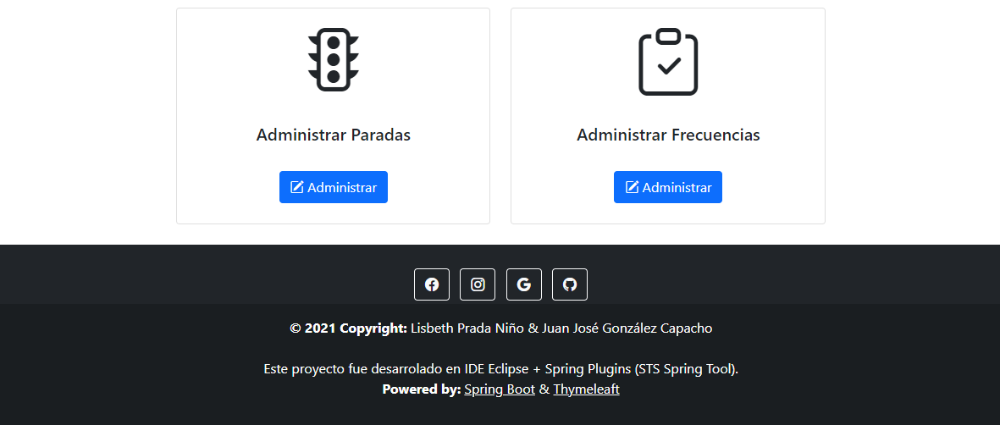 Administrar Paradas
Administrar Frecuencias
Administrar
Administrar
© 2021 Copyright: Lisbeth Prada Niño & Juan José González Capacho
Este proyecto fue desarrolado en IDE Eclipse + Spring Plugins (STS Spring Tool).
Powered by: Spring Boot & Thymeleaft